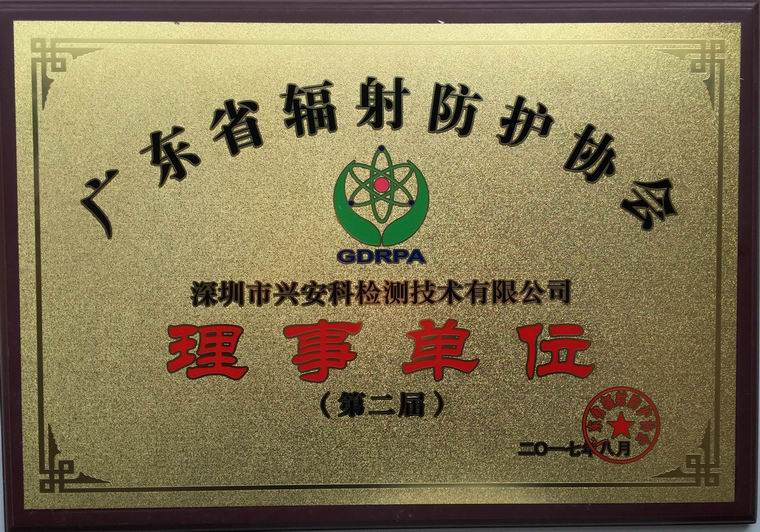 广东省辐射防护协会
GDRPA
深圳市兴安科检测技术有限公司
理事单位
（第二届）
二〇一七年八月